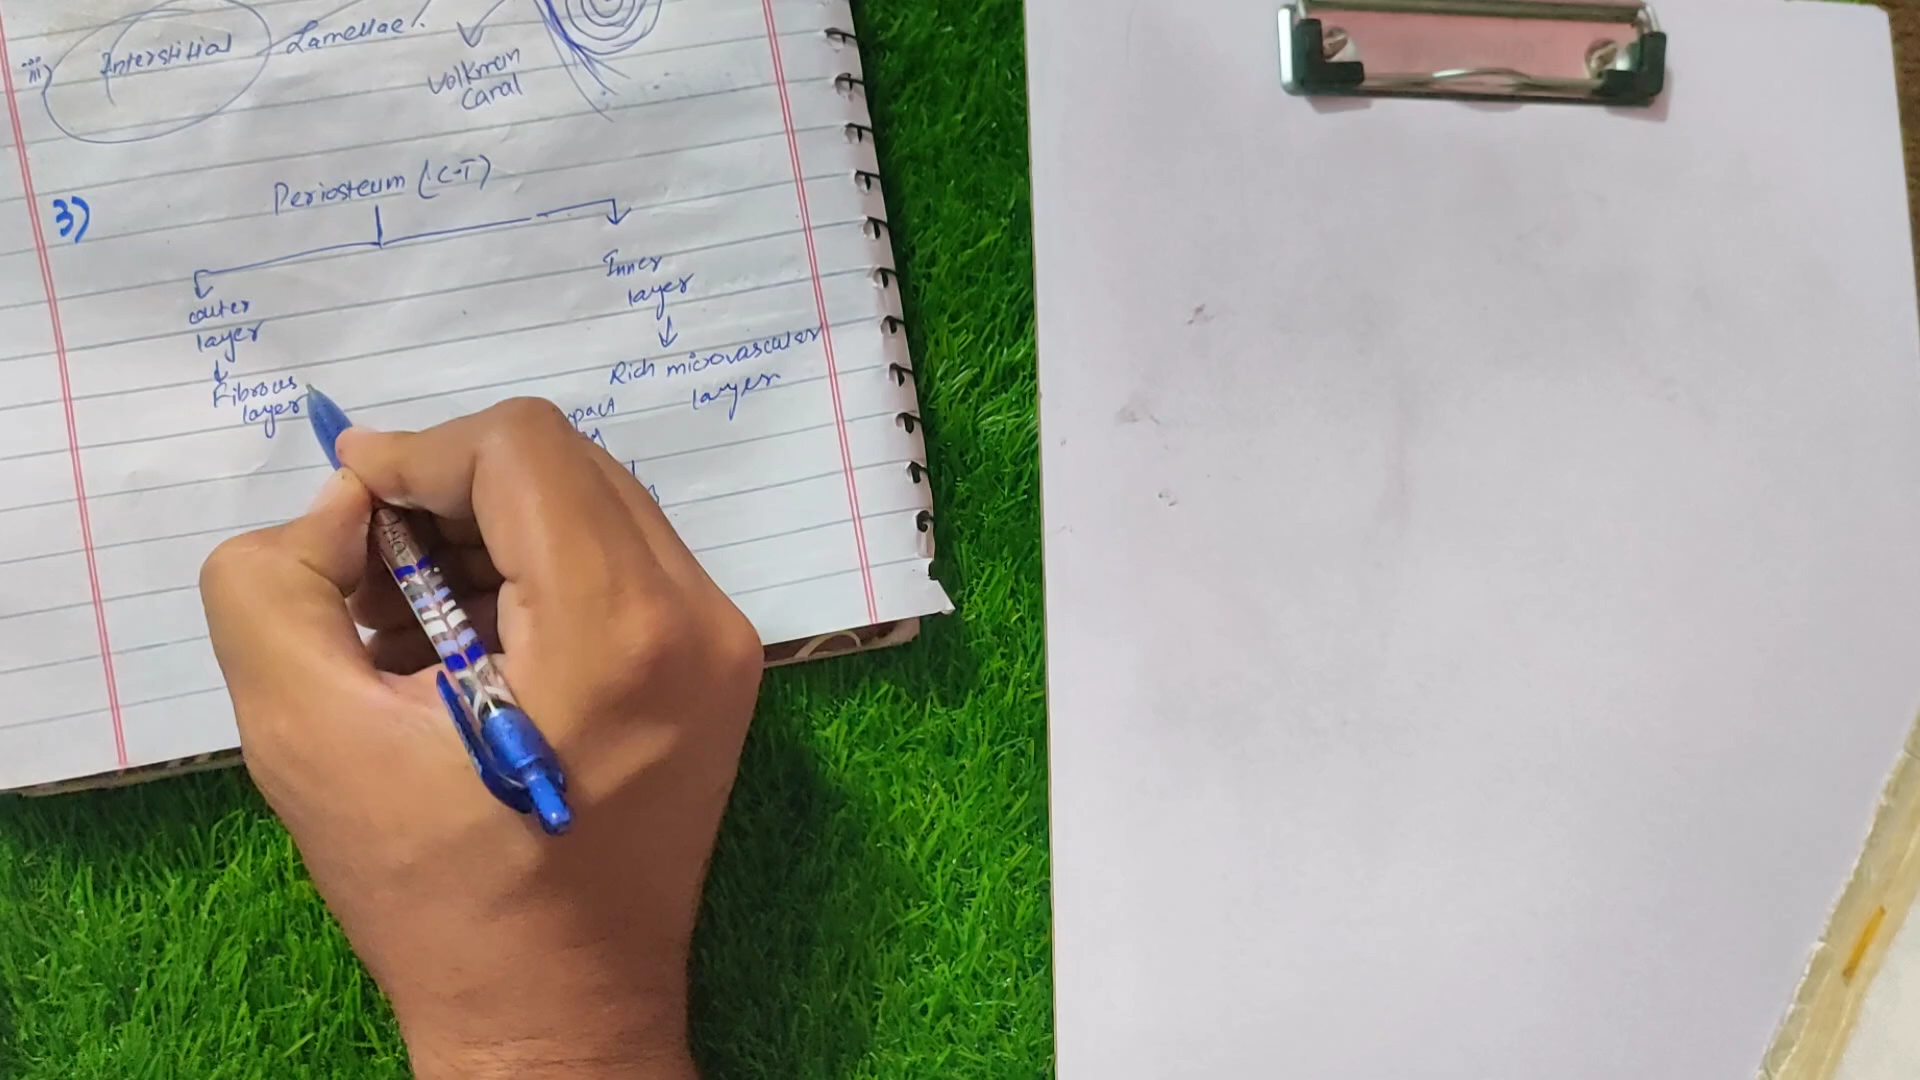 iii) Interstitial Lamellae.
Volkman
Canal
3) Periosteum (C-T)
outer
layer
Fibrous
layer
Inner
layer
Rich microvascular
layer